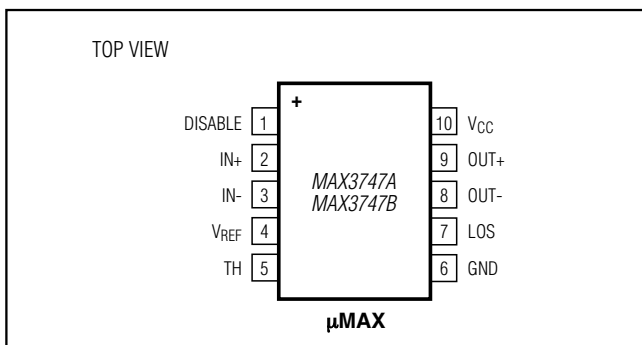 TOP VIEW
+
DISABLE 1 10 VCC
IN+ 2 9 OUT+
IN- 3 8 OUT-
MAX3747A
MAX3747B
VREF 4 7 LOS
TH 5 6 GND
μMAX